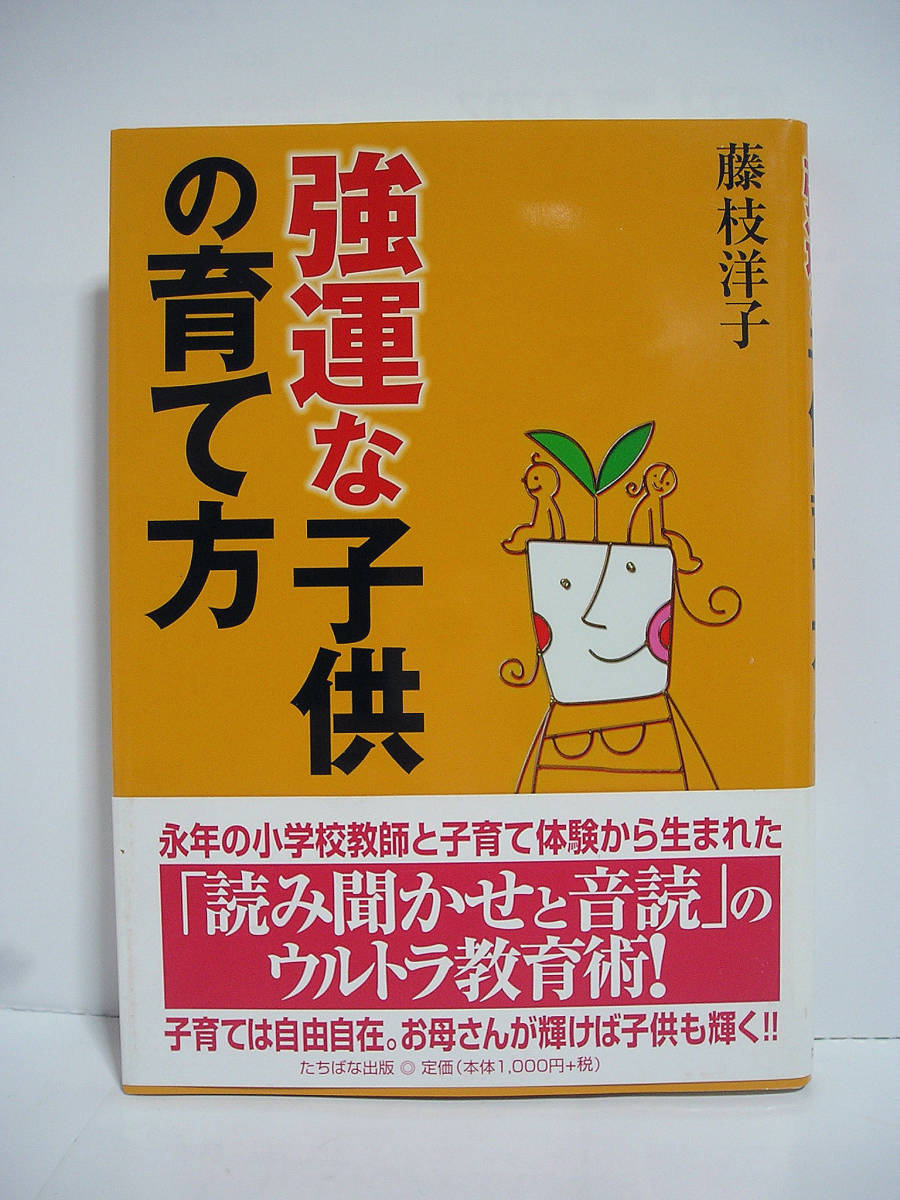 藤枝洋子
強運な子供
の育て方
永年の小学校教師と子育て体験から生まれた
「読み聞かせと音読」の
ウルトラ教育術!
子育ては自由自在。お母さんが輝けば子供も輝く!!
たちばな出版 ◎ 定価(本体1,000円+税)